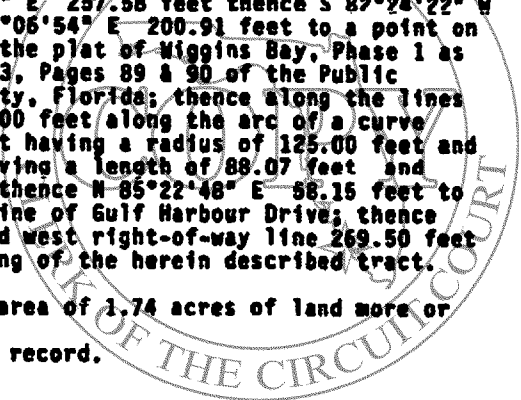 " E 257.58 feet thence S 87°24'22" W
°06'54" E 200.91 feet to a point on
the plat of Wiggins Bay, Phase 1 as
3, Pages 89 & 90 of the Public
ty, Florida; thence along the lines
00 feet along the arc of a curve
t having a radius of 125.00 feet and
ving a length of 88.07 feet and
thence N 85°22'48" E 58.15 feet to
ine of Gulf Harbour Drive; thence
d west right-of-way line 269.50 feet
ng of the herein described tract.
area of 1.74 acres of land more or
record.
COPY
CLERK OF THE CIRCUIT COURT